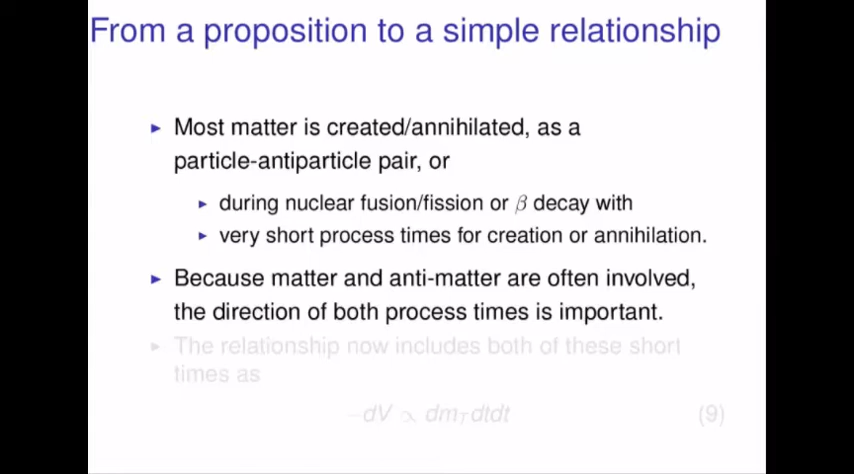 From a proposition to a simple relationship
▸ Most matter is created/annihilated, as a
particle-antiparticle pair, or
▸ during nuclear fusion/fission or β decay with
▸ very short process times for creation or annihilation.
▸ Because matter and anti-matter are often involved,
the direction of both process times is important.
▸ The relationship now includes both of these short
times as
−dV ∝ dm_T dtdt (9)